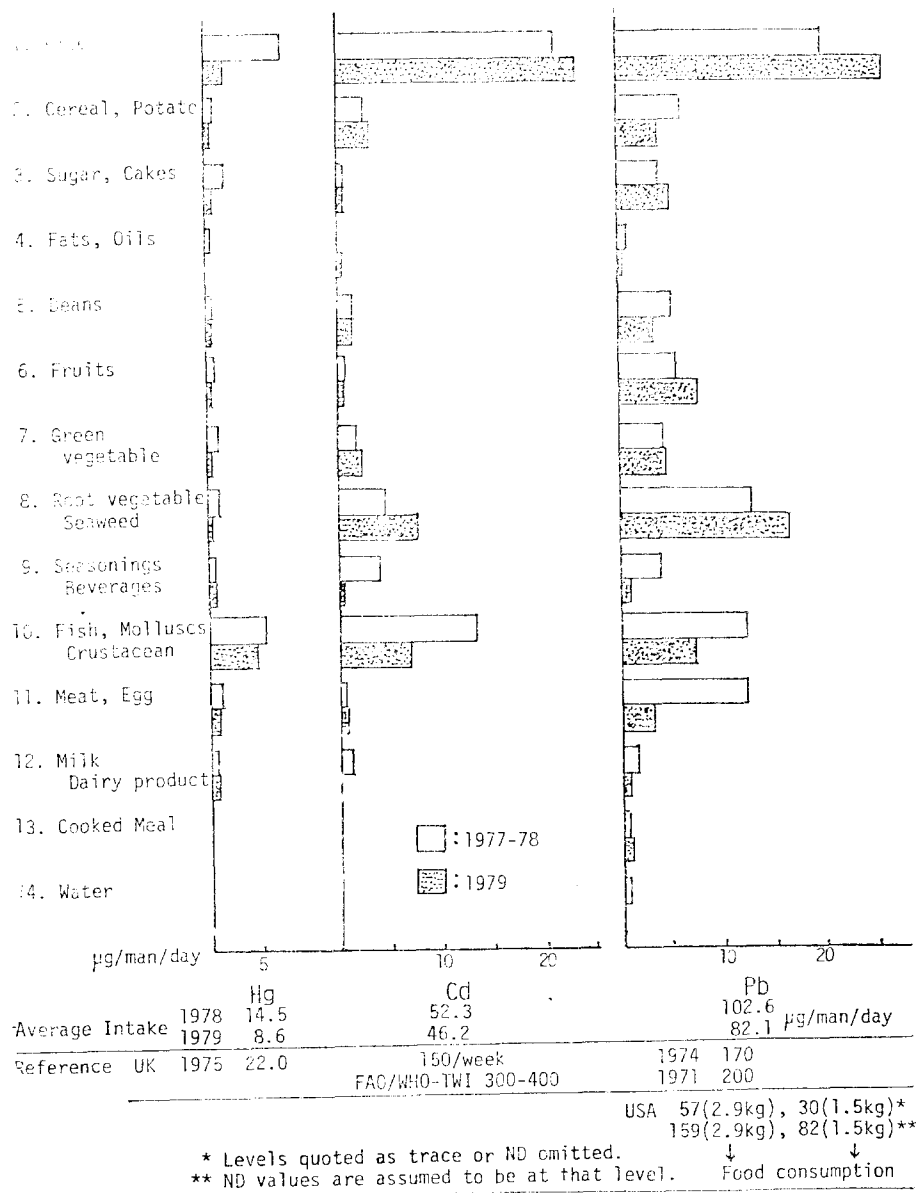 2. Cereal, Potato
3. Sugar, Cakes
4. Fats, Oils
5. Beans
6. Fruits
7. Green
vegetable
8. Root vegetable
Seaweed
9. Seasonings
Beverages
10. Fish, Molluscs
Crustacean
11. Meat, Egg
12. Milk
Dairy product
13. Cooked Meal
14. Water
:1977-78
:1979
µg/man/day 5 10 20 10 20
Hg Cd Pb
1978 14.5 52.3 102.6
Average Intake 1979 8.6 46.2 82.1 µg/man/day
Reference UK 1975 22.0 150/week 1974 170
FAO/WHO-TWI 300-400 1971 200
USA 57(2.9kg), 30(1.5kg)*
159(2.9kg), 82(1.5kg)**
* Levels quoted as trace or ND omitted. ↓ ↓
** ND values are assumed to be at that level. Food consumption